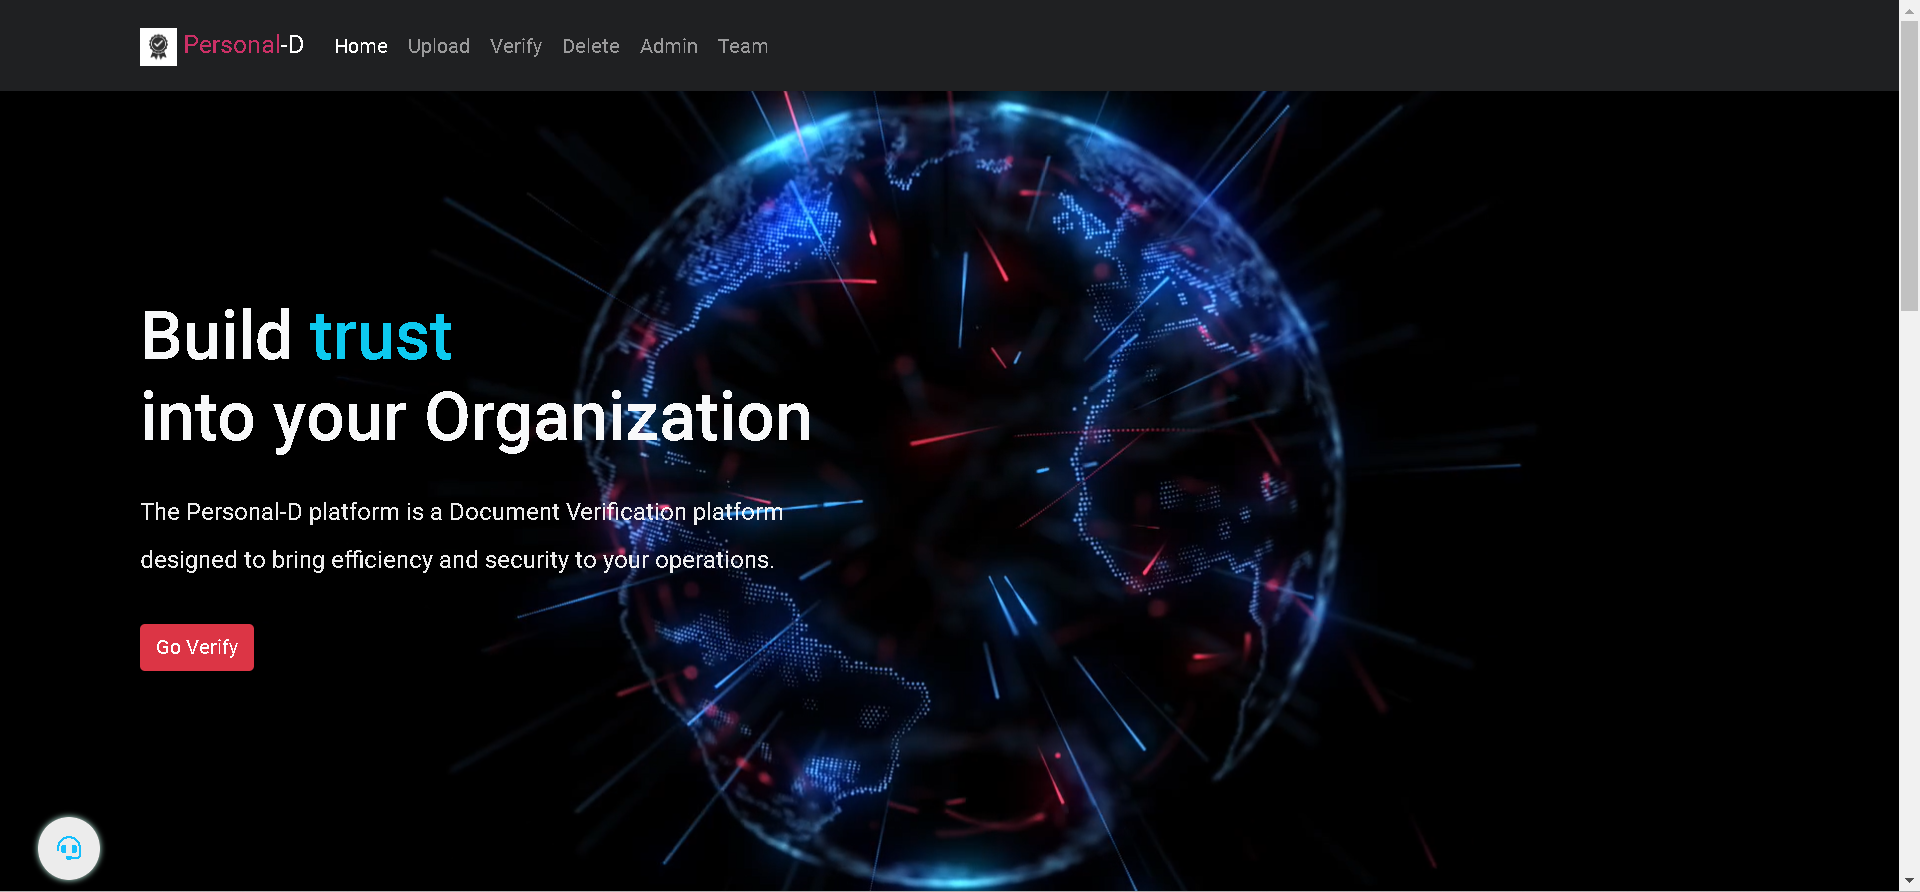 Personal-D Home Upload Verify Delete Admin Team
Build trust
into your Organization
The Personal-D platform is a Document Verification platform
designed to bring efficiency and security to your operations.
Go Verify